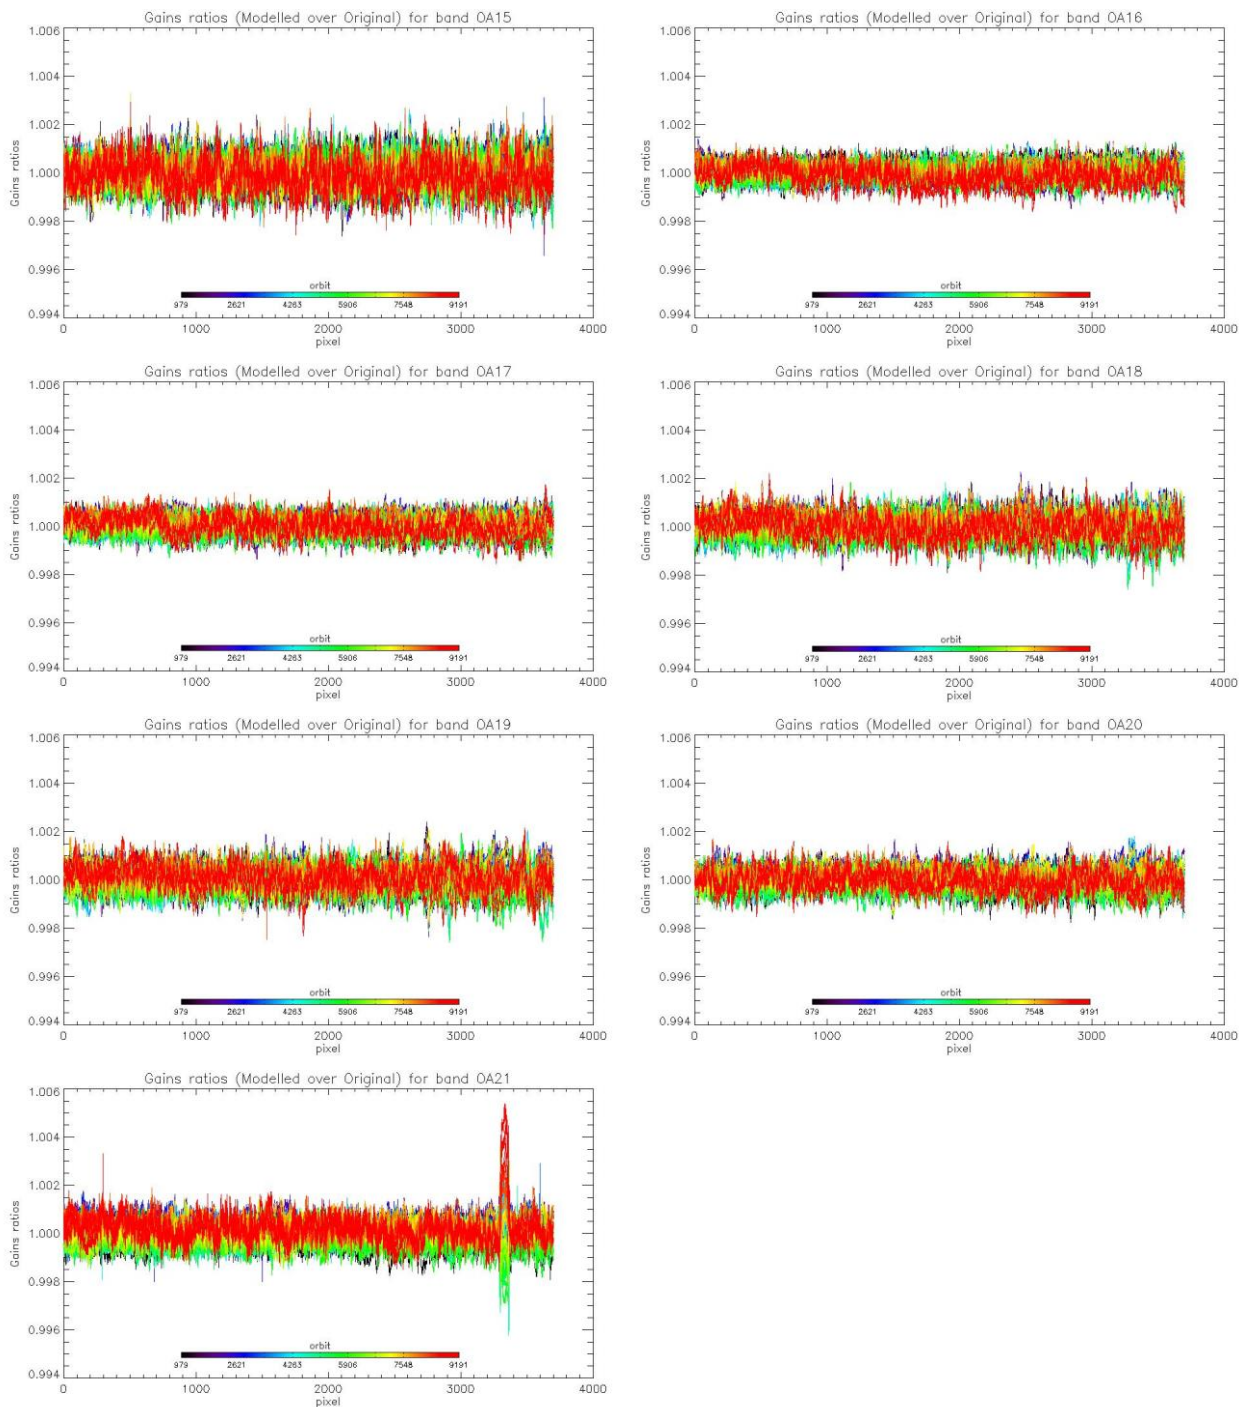 Gains ratios (Modelled over Original) for band OA15
Gains ratios
1.006
1.004
1.002
1.000
0.998
0.996
0.994
orbit
979 2621 4263 5906 7548 9191
0 1000 2000 3000 4000
pixel
Gains ratios (Modelled over Original) for band OA16
Gains ratios
1.006
1.004
1.002
1.000
0.998
0.996
0.994
orbit
979 2621 4263 5906 7548 9191
0 1000 2000 3000 4000
pixel
Gains ratios (Modelled over Original) for band OA17
Gains ratios
1.006
1.004
1.002
1.000
0.998
0.996
0.994
orbit
979 2621 4263 5906 7548 9191
0 1000 2000 3000 4000
pixel
Gains ratios (Modelled over Original) for band OA18
Gains ratios
1.006
1.004
1.002
1.000
0.998
0.996
0.994
orbit
979 2621 4263 5906 7548 9191
0 1000 2000 3000 4000
pixel
Gains ratios (Modelled over Original) for band OA19
Gains ratios
1.006
1.004
1.002
1.000
0.998
0.996
0.994
orbit
979 2621 4263 5906 7548 9191
0 1000 2000 3000 4000
pixel
Gains ratios (Modelled over Original) for band OA20
Gains ratios
1.006
1.004
1.002
1.000
0.998
0.996
0.994
orbit
979 2621 4263 5906 7548 9191
0 1000 2000 3000 4000
pixel
Gains ratios (Modelled over Original) for band OA21
Gains ratios
1.006
1.004
1.002
1.000
0.998
0.996
0.994
orbit
979 2621 4263 5906 7548 9191
0 1000 2000 3000 4000
pixel